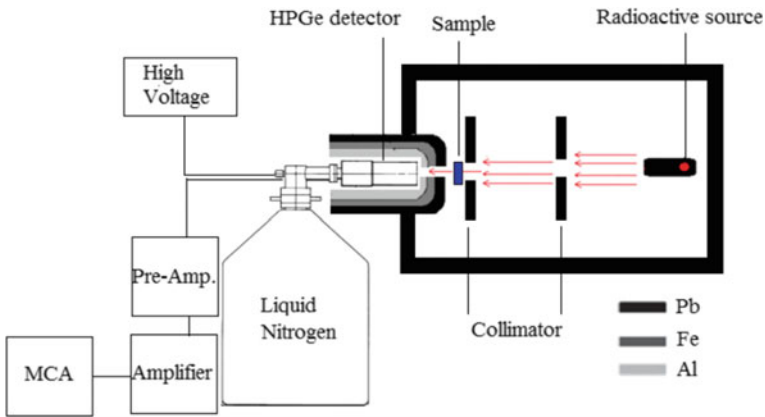 HPGe detector
Sample
Radioactive source
High
Voltage
Pre-Amp.
Liquid
Nitrogen
Collimator
Pb
Fe
Al
MCA
Amplifier